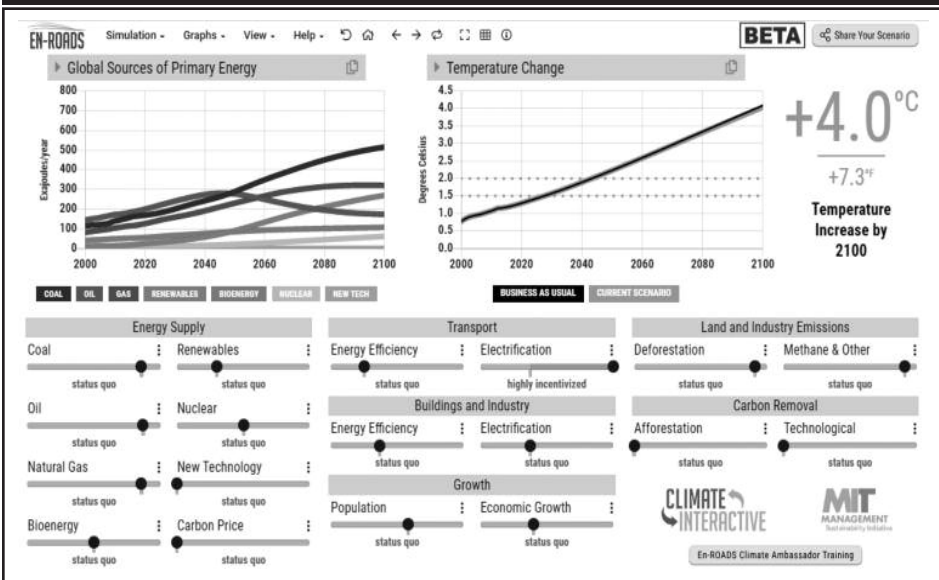 EN-ROADS Simulation Graphs View Help BETA Share Your Scenario
Global Sources of Primary Energy
800
700
600
500
400
300
200
100
0
Exajoules/year
2000 2020 2040 2060 2080 2100
COAL OIL GAS RENEWABLES BIOENERGY NUCLEAR NEW TECH
Temperature Change
4.5
4.0
3.5
3.0
2.5
2.0
1.5
1.0
0.5
0.0
Degrees Celsius
2000 2020 2040 2060 2080 2100
BUSINESS AS USUAL CURRENT SCENARIO
+4.0°C
+7.3°F
Temperature
Increase by
2100
Energy Supply
Coal Renewables
status quo status quo
Oil Nuclear
status quo status quo
Natural Gas New Technology
status quo status quo
Bioenergy Carbon Price
status quo status quo
Transport
Energy Efficiency Electrification
status quo highly incentivized
Buildings and Industry
Energy Efficiency Electrification
status quo status quo
Growth
Population Economic Growth
status quo status quo
Land and Industry Emissions
Deforestation Methane & Other
status quo status quo
Carbon Removal
Afforestation Technological
status quo status quo
CLIMATE
INTERACTIVE
MIT
MANAGEMENT
Sustainability Initiative
En-ROADS Climate Ambassador Training